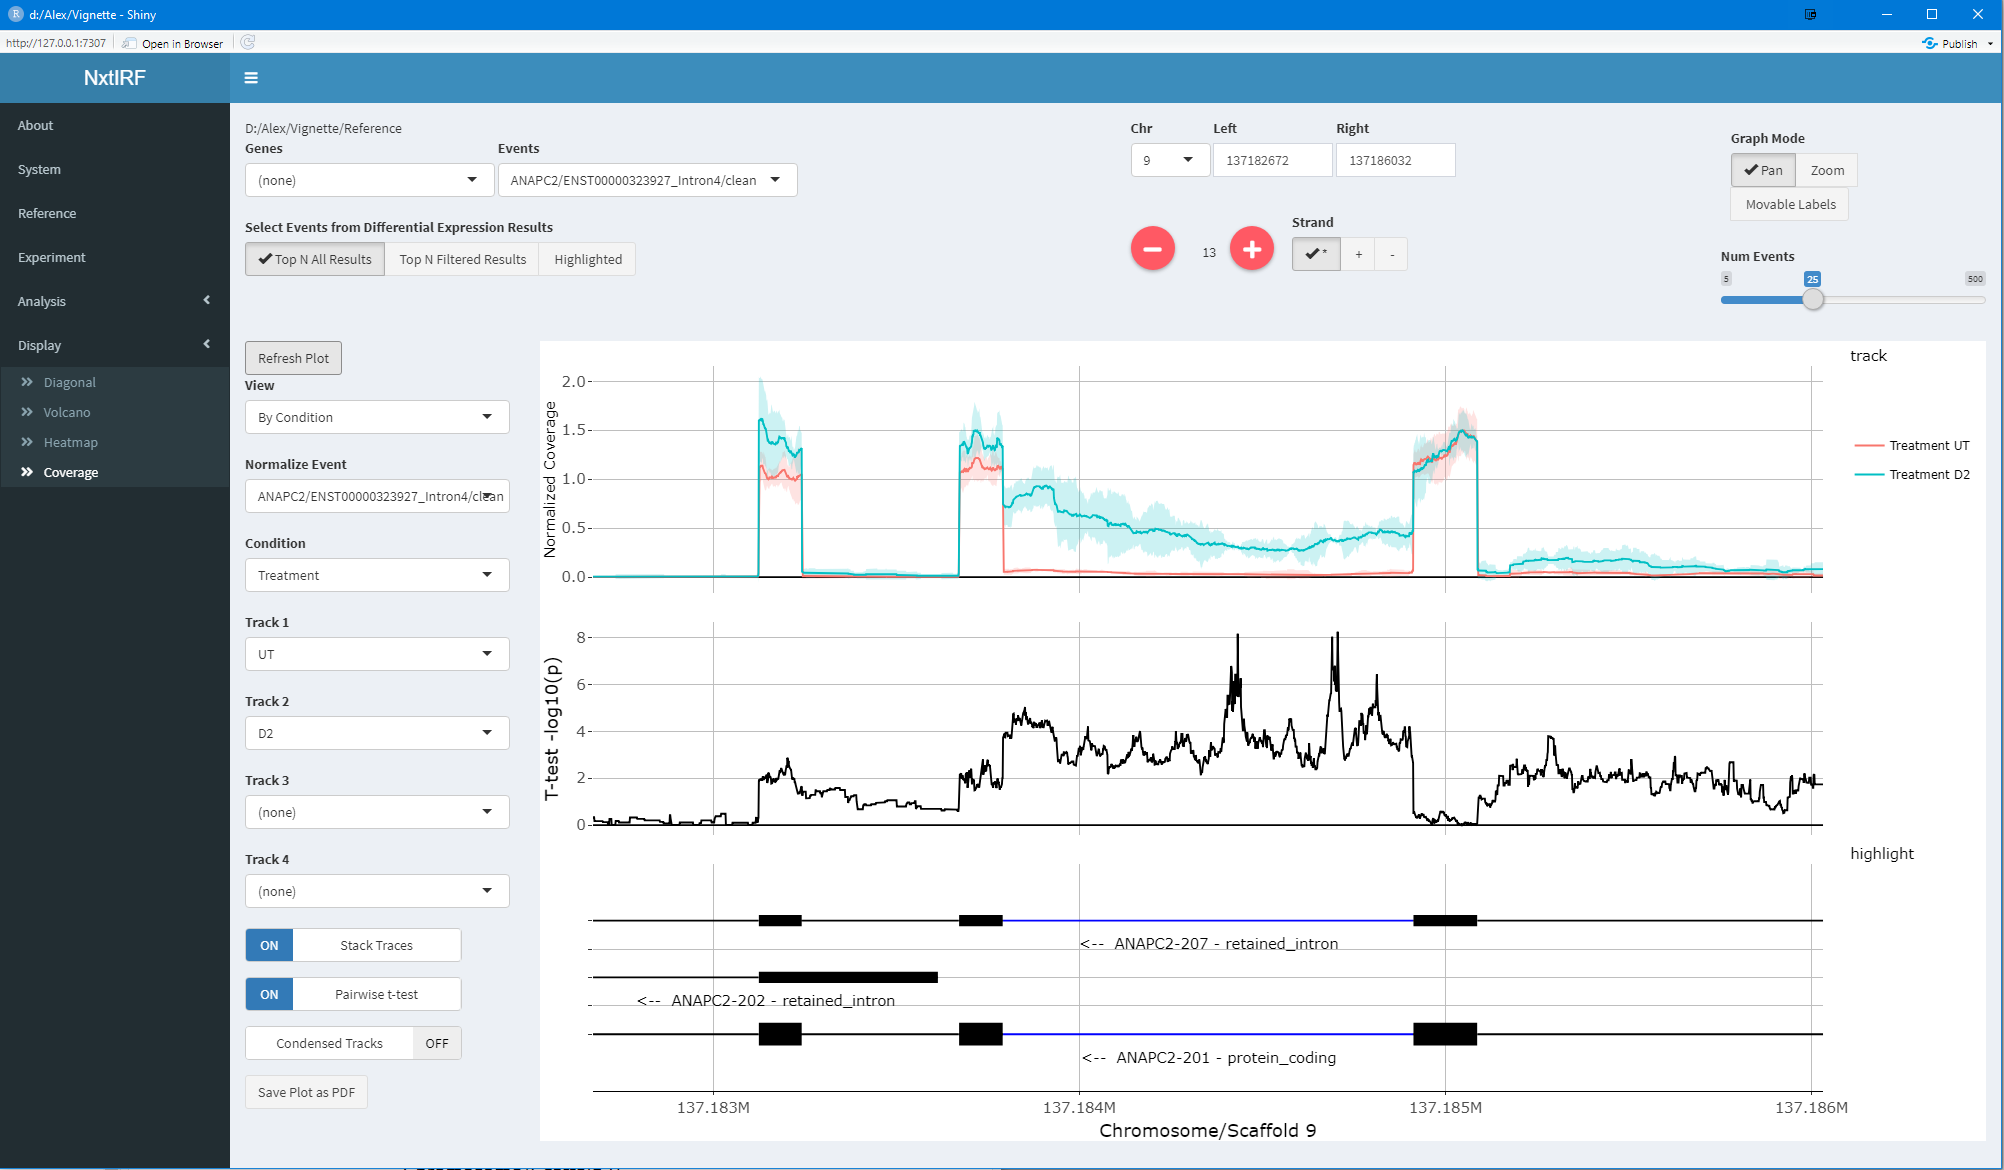 d:/Alex/Vignette - Shiny
http://127.0.0.1:7307
Open in Browser
Publish
NxtIRF
About
System
Reference
Experiment
Analysis
Display
Diagonal
Volcano
Heatmap
Coverage
D:/Alex/Vignette/Reference
Genes
Events
(none)
ANAPC2/ENST00000323927_Intron4/clean
Select Events from Differential Expression Results
Top N All Results
Top N Filtered Results
Highlighted
Chr
Left
Right
9
137182672
137186032
13
Strand
*
+
-
Graph Mode
Pan
Zoom
Movable Labels
Num Events
5
25
500
Refresh Plot
View
By Condition
Normalize Event
ANAPC2/ENST00000323927_Intron4/clean
Condition
Treatment
Track 1
UT
Track 2
D2
Track 3
(none)
Track 4
(none)
ON
Stack Traces
ON
Pairwise t-test
Condensed Tracks
OFF
Save Plot as PDF
Normalized Coverage
2.0
1.5
1.0
0.5
0.0
track
Treatment UT
Treatment D2
T-test -log10(p)
8
6
4
2
0
highlight
<-- ANAPC2-207 - retained_intron
<-- ANAPC2-202 - retained_intron
<-- ANAPC2-201 - protein_coding
137.183M
137.184M
137.185M
137.186M
Chromosome/Scaffold 9